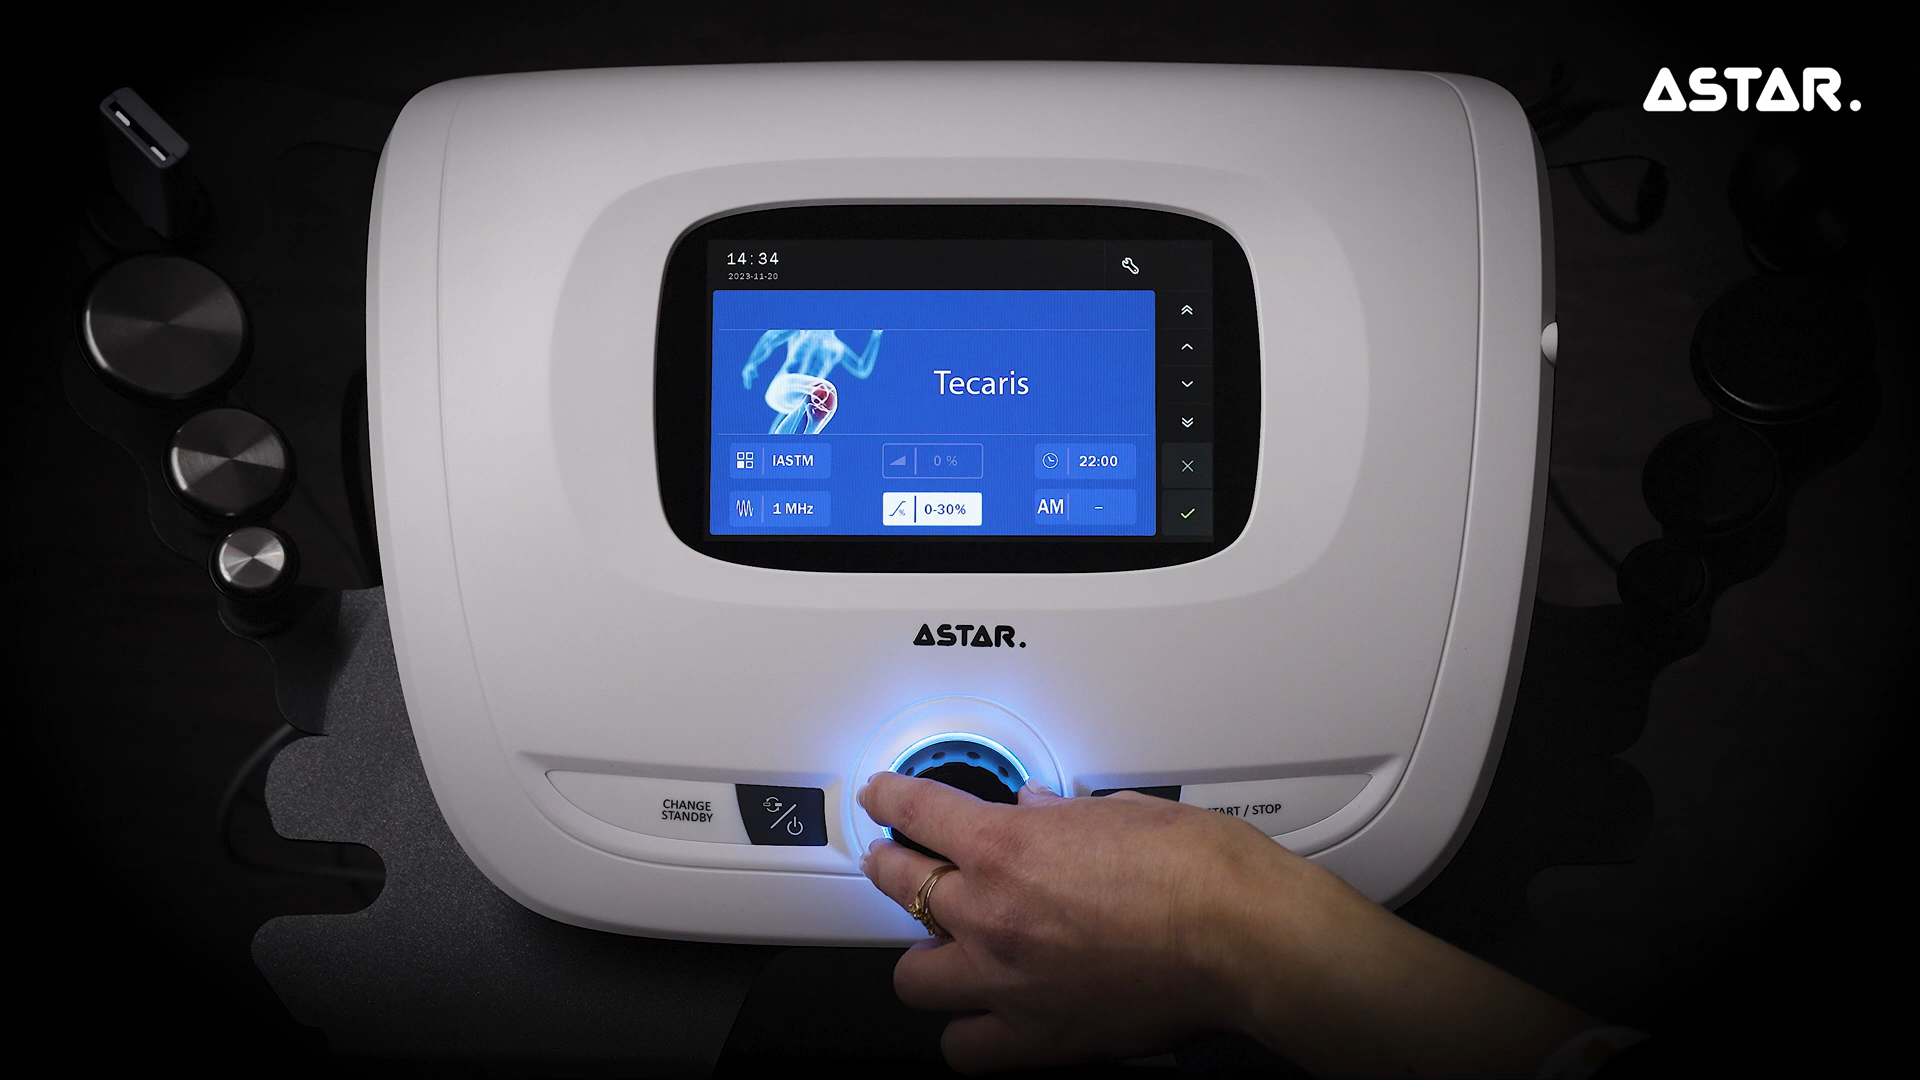 ASTAR.
14:34
2023-11-20
Tecaris
IASTM
0 %
22:00
1 MHz
%
0-30%
AM
–
ASTAR.
CHANGE
STANDBY
START / STOP